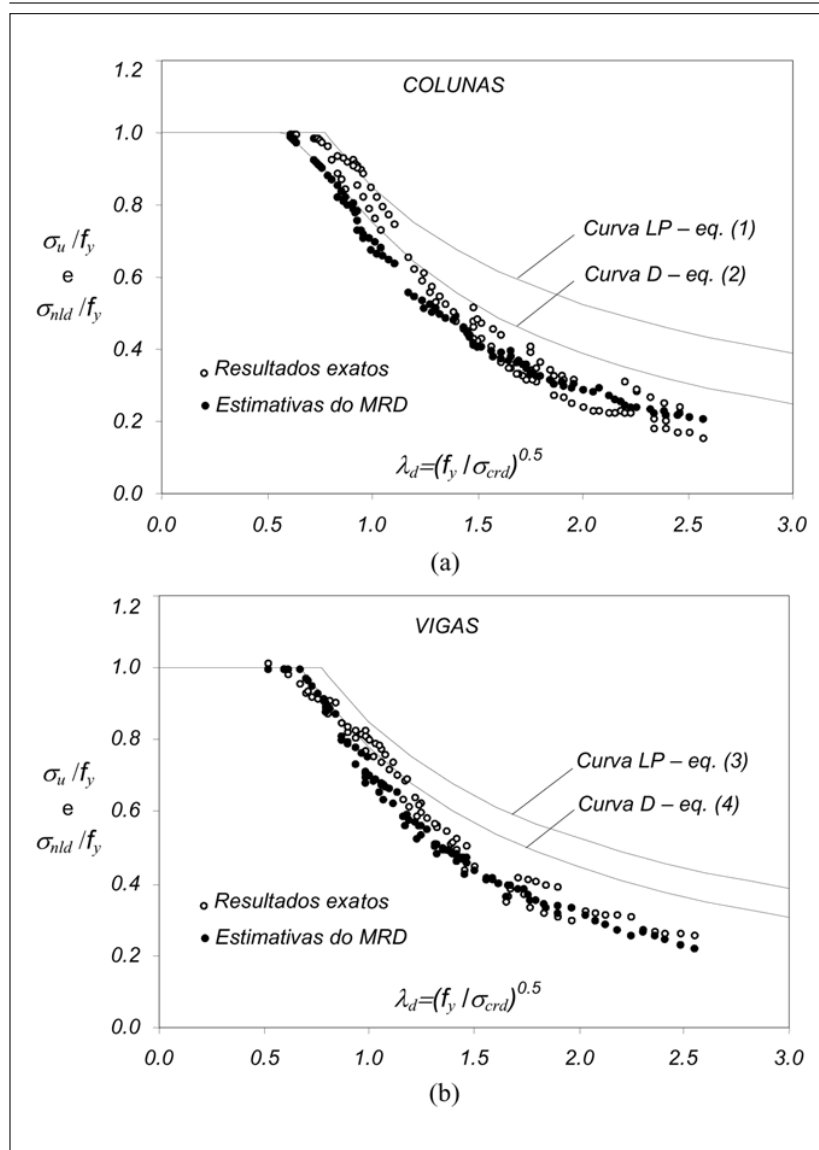 COLUNAS
1.2
1.0
0.8
0.6
0.4
0.2
0.0
σu /fy
e
σnld/fy
Curva LP – eq. (1)
Curva D – eq. (2)
Resultados exatos
Estimativas do MRD
λd=(fy /σcrd)^0.5
0.0 0.5 1.0 1.5 2.0 2.5 3.0
(a)
VIGAS
1.2
1.0
0.8
0.6
0.4
0.2
0.0
σu /fy
e
σnld/fy
Curva LP – eq. (3)
Curva D – eq. (4)
Resultados exatos
Estimativas do MRD
λd=(fy /σcrd)^0.5
0.0 0.5 1.0 1.5 2.0 2.5 3.0
(b)